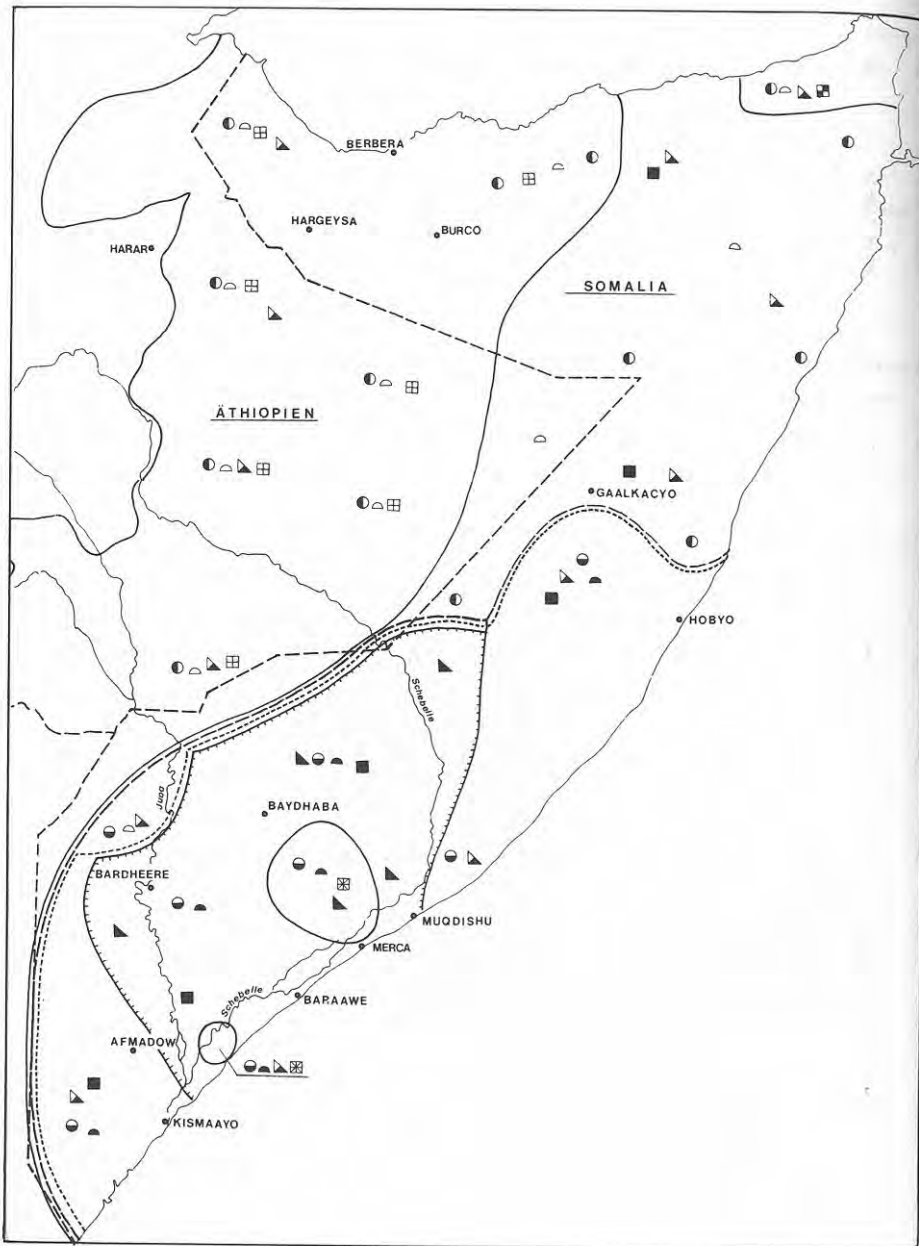 BERBERA
HARGEYSA
BURCO
HARAR
SOMALIA
ÄTHIOPIEN
GAALKACYO
HOBYO
Schebelle
Juba
BAYDHABA
BARDHEERE
MUQDISHU
MERCA
Schebelle
BARAAWE
AFMADOW
KISMAAYO